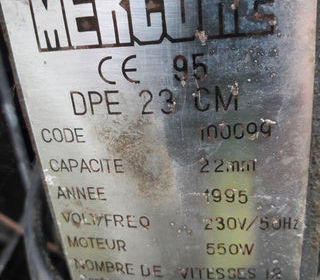 MERCURE
CE 95
DPE 23 CM
CODE 100099
CAPACITE 22mm
ANNEE 1995
VOLT/FREQ 230V/50Hz
MOTEUR 550W
NOMBRE DE VITESSES 12